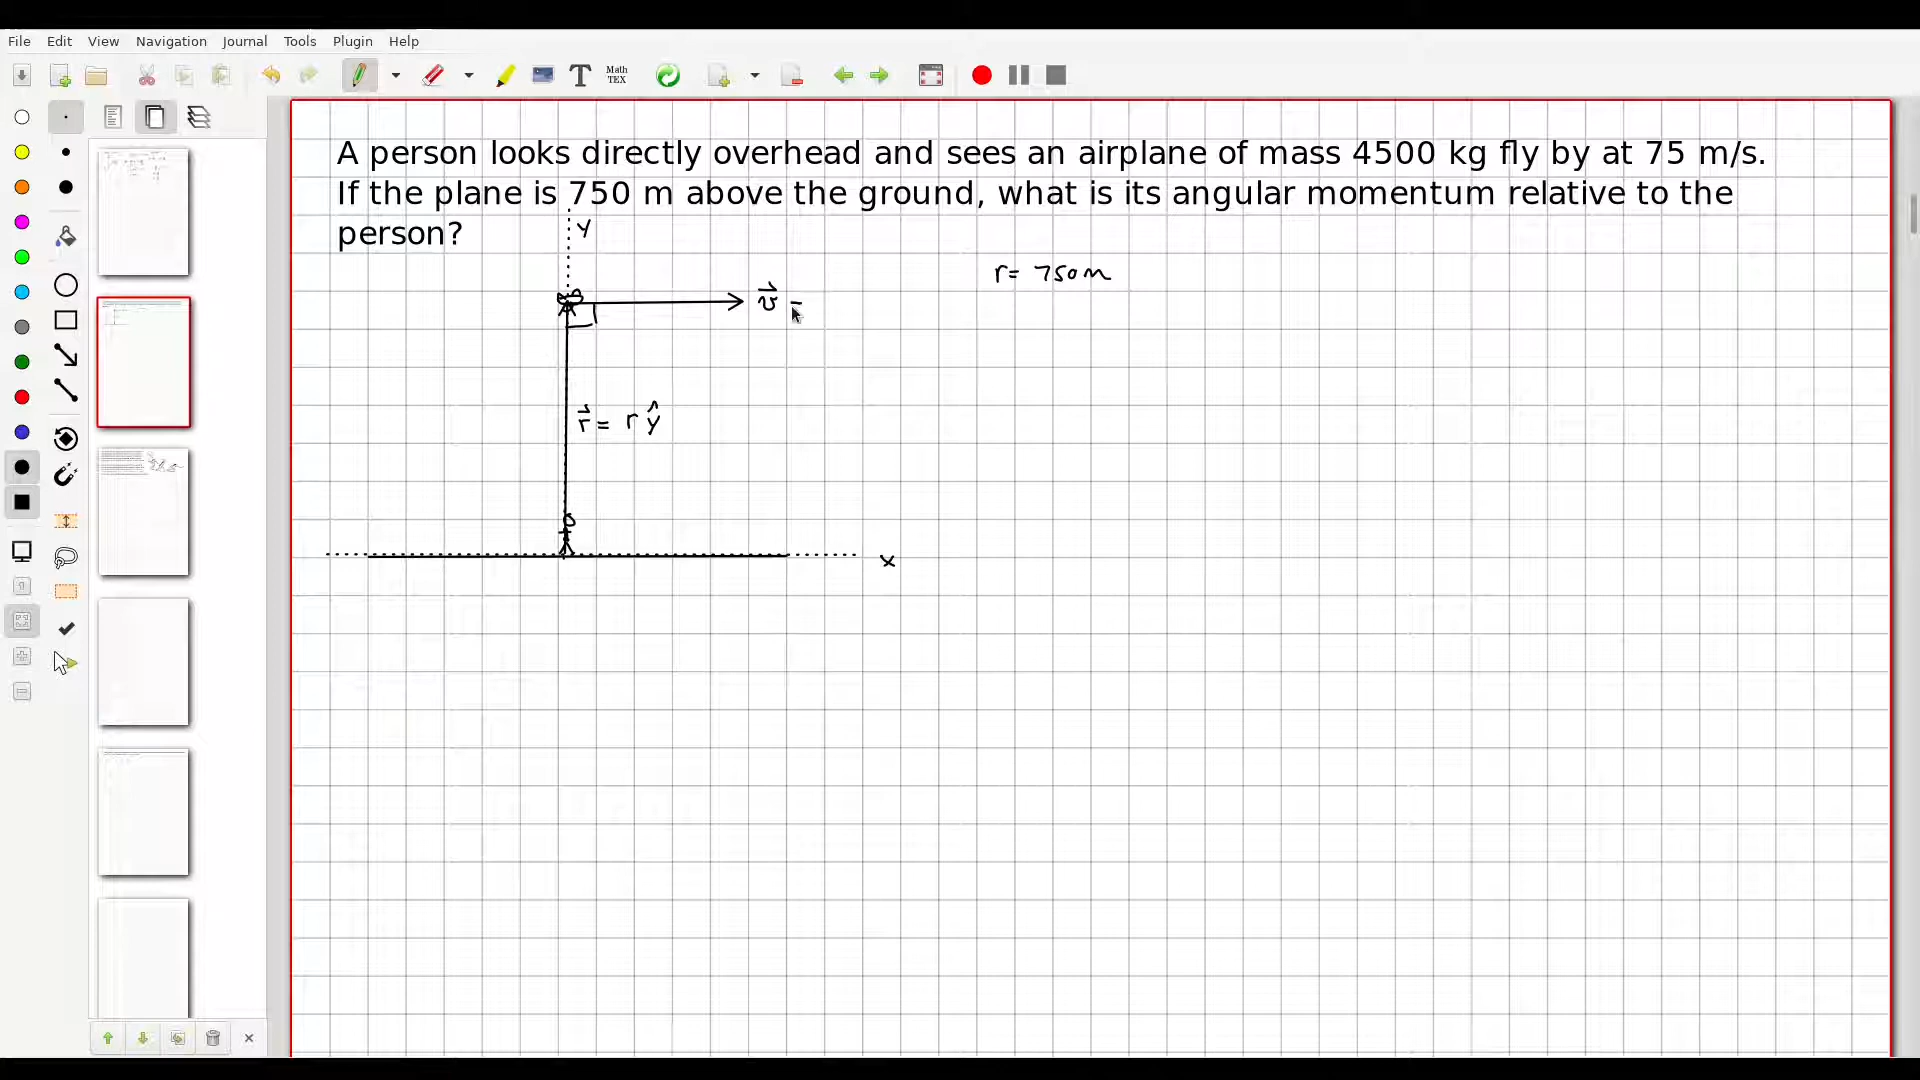 File Edit View Navigation Journal Tools Plugin Help
Math
TEX
A person looks directly overhead and sees an airplane of mass 4500 kg fly by at 75 m/s.
If the plane is 750 m above the ground, what is its angular momentum relative to the
person?
y
r = 750 m
v⃗ -
r⃗ = r ŷ
x